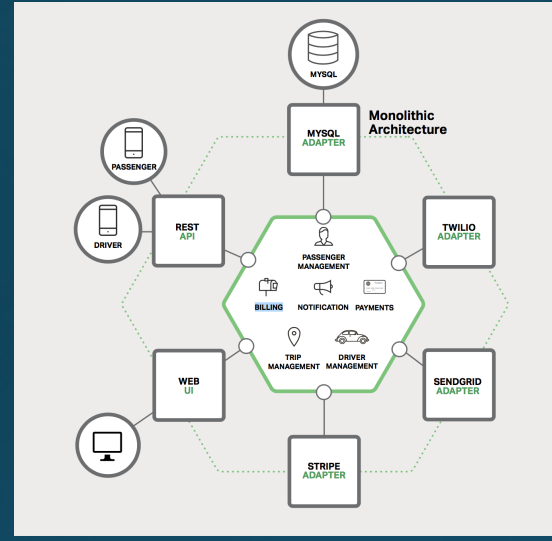 MYSQL
Monolithic
Architecture
MYSQL
ADAPTER
PASSENGER
DRIVER
REST
API
TWILIO
ADAPTER
PASSENGER
MANAGEMENT
BILLING
NOTIFICATION
PAYMENTS
TRIP
MANAGEMENT
DRIVER
MANAGEMENT
WEB
UI
SENDGRID
ADAPTER
STRIPE
ADAPTER